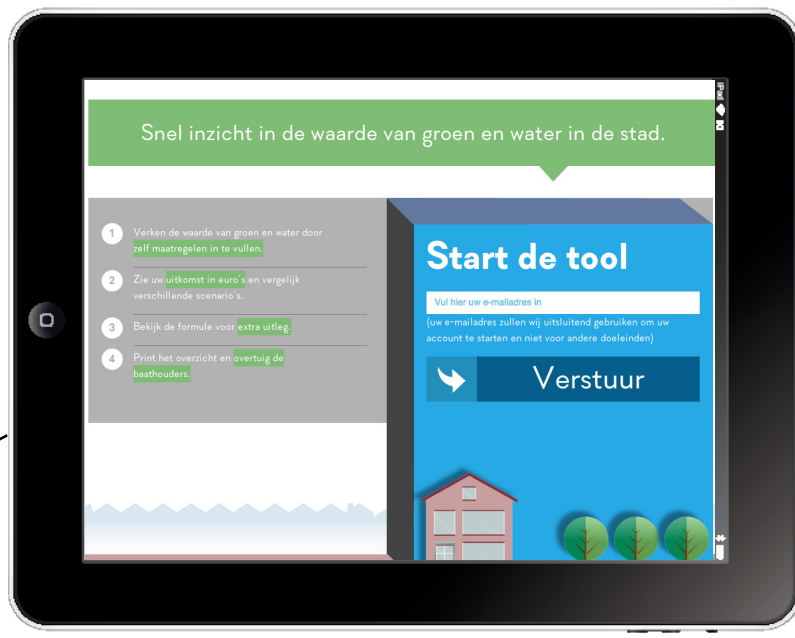 Snel inzicht in de waarde van groen en water in de stad.
1
Verken de waarde van groen en water door
zelf maatregelen in te vullen.
2
Zie uw uitkomst in euro's en vergelijk
verschillende scenario's.
3
Bekijk de formule voor extra uitleg.
4
Print het overzicht en overtuig de
baathouders.
Start de tool
Vul hier uw e-mailadres in
(uw e-mailadres zullen wij uitsluitend gebruiken om uw
account te starten en niet voor andere doeleinden)
Verstuur
iPad